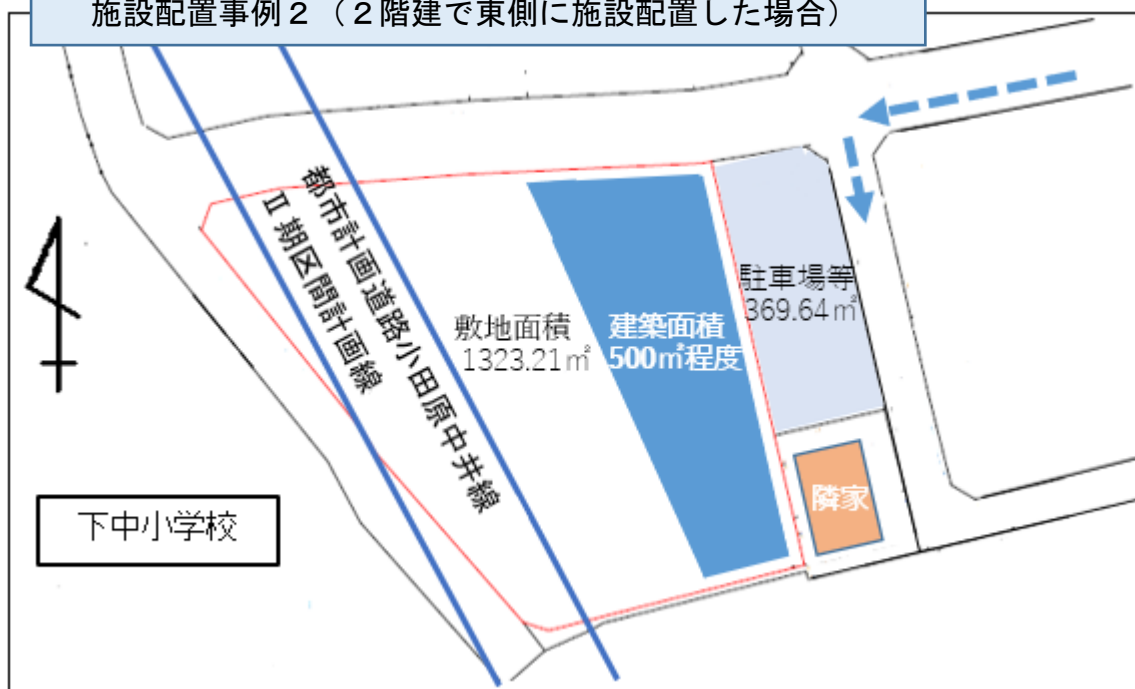 施設配置事例２（２階建で東側に施設配置した場合）
都市計画道路小田原中井線
Ⅱ期区間計画線
敷地面積
1323.21㎡
建築面積
500㎡程度
駐車場等
369.64㎡
隣家
下中小学校